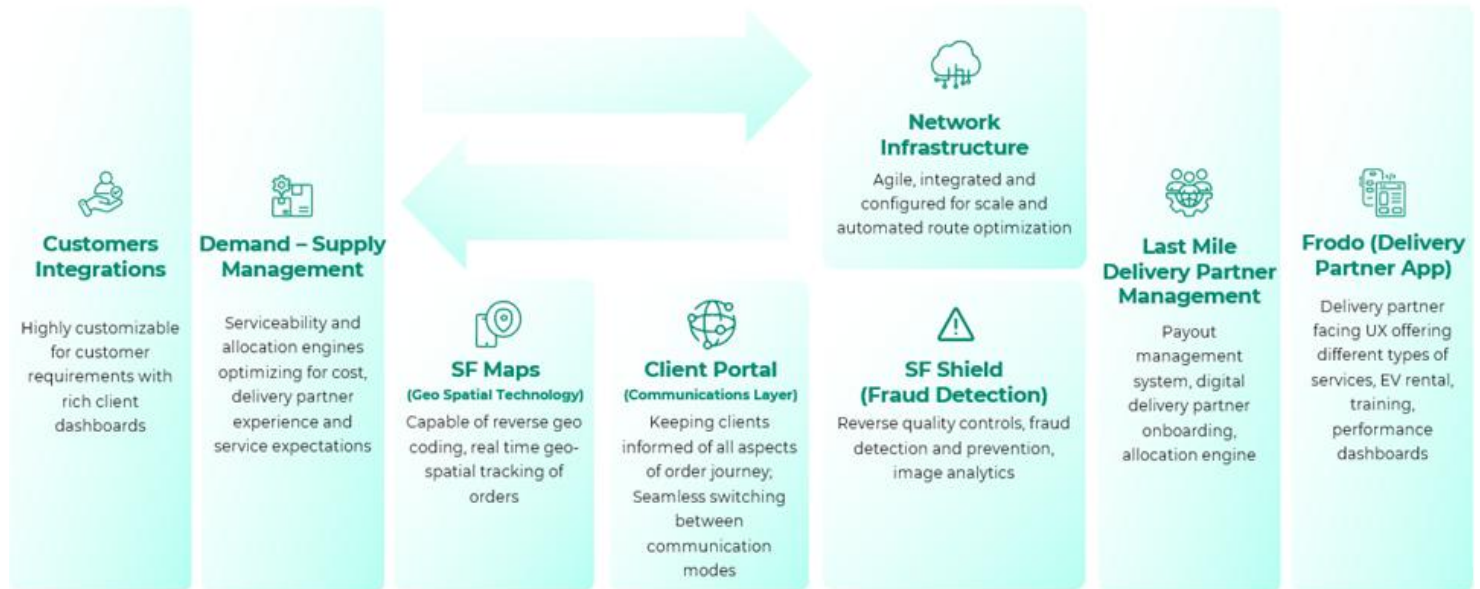 Customers
Integrations
Highly customizable
for customer
requirements with
rich client
dashboards
Demand – Supply
Management
Serviceability and
allocation engines
optimizing for cost,
delivery partner
experience and
service expectations
SF Maps
(Geo Spatial Technology)
Capable of reverse geo
coding, real time geo-
spatial tracking of
orders
Client Portal
(Communications Layer)
Keeping clients
informed of all aspects
of order journey;
Seamless switching
between
communication
modes
Network
Infrastructure
Agile, integrated and
configured for scale and
automated route optimization
SF Shield
(Fraud Detection)
Reverse quality controls, fraud
detection and prevention,
image analytics
Last Mile
Delivery Partner
Management
Payout
management
system, digital
delivery partner
onboarding,
allocation engine
Frodo (Delivery
Partner App)
Delivery partner
facing UX offering
different types of
services, EV rental,
training,
performance
dashboards